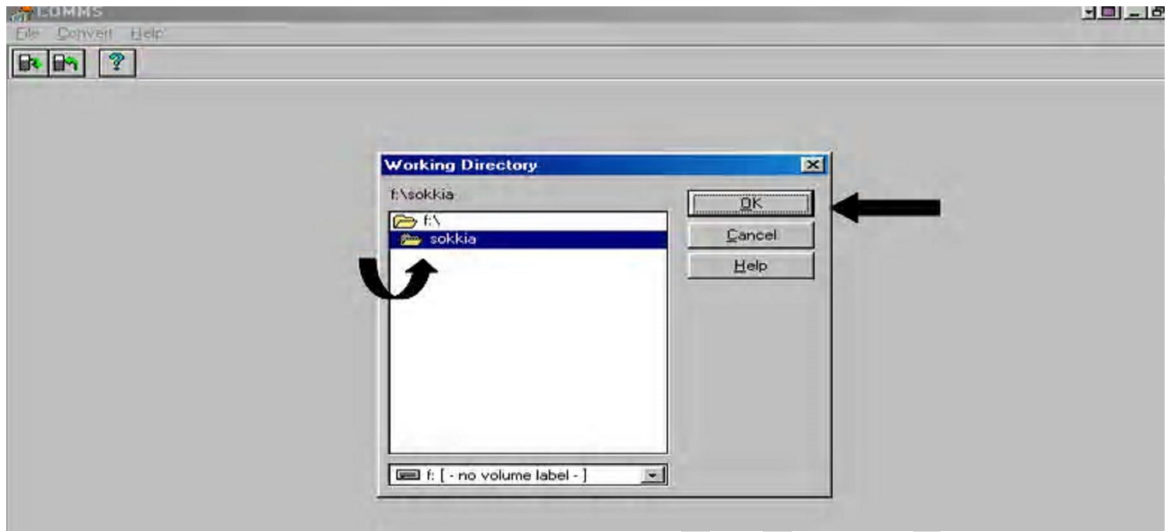 COMMS
File Convert Help
?
Working Directory
f:\sokkia
f:\
sokkia
OK
Cancel
Help
f: [ - no volume label - ]